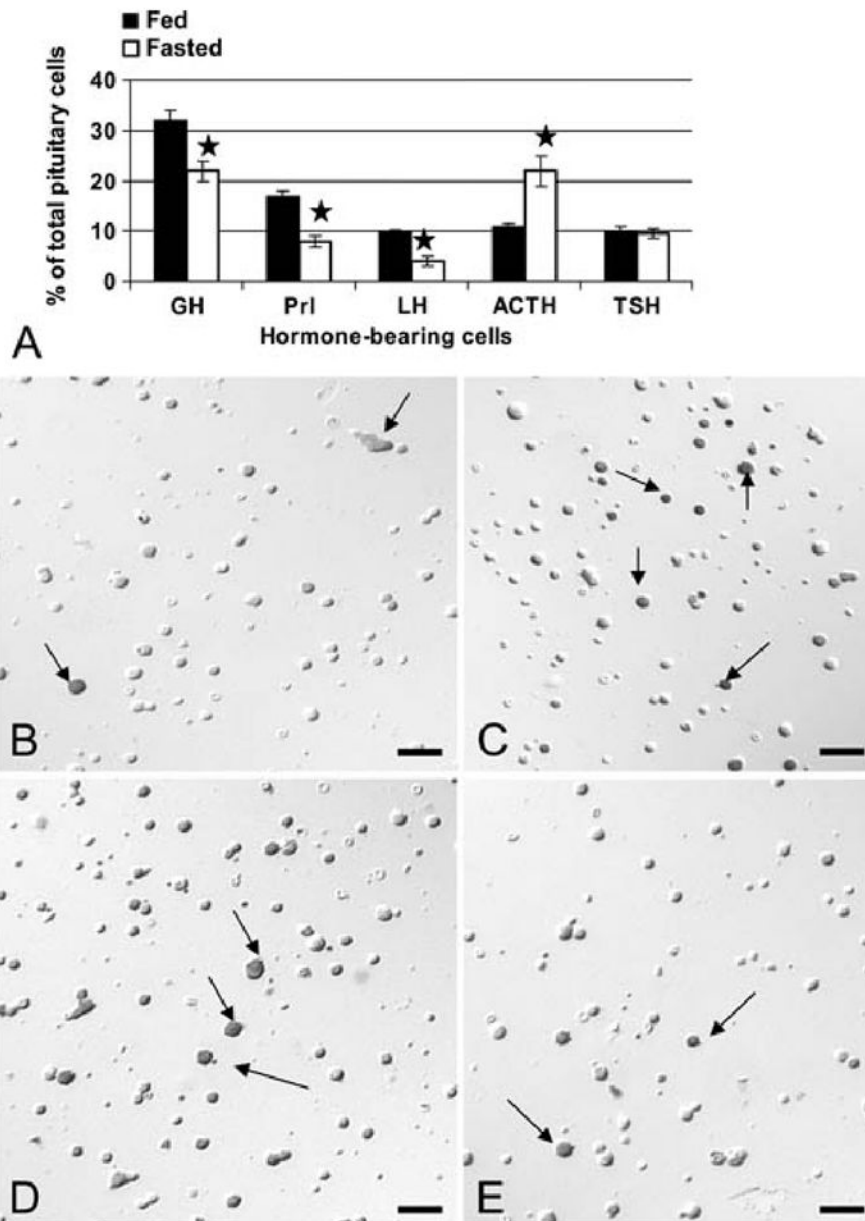 Fed
Fasted
% of total pituitary cells
40
30
20
10
0
GH Prl LH ACTH TSH
Hormone-bearing cells
A
B
C
D
E